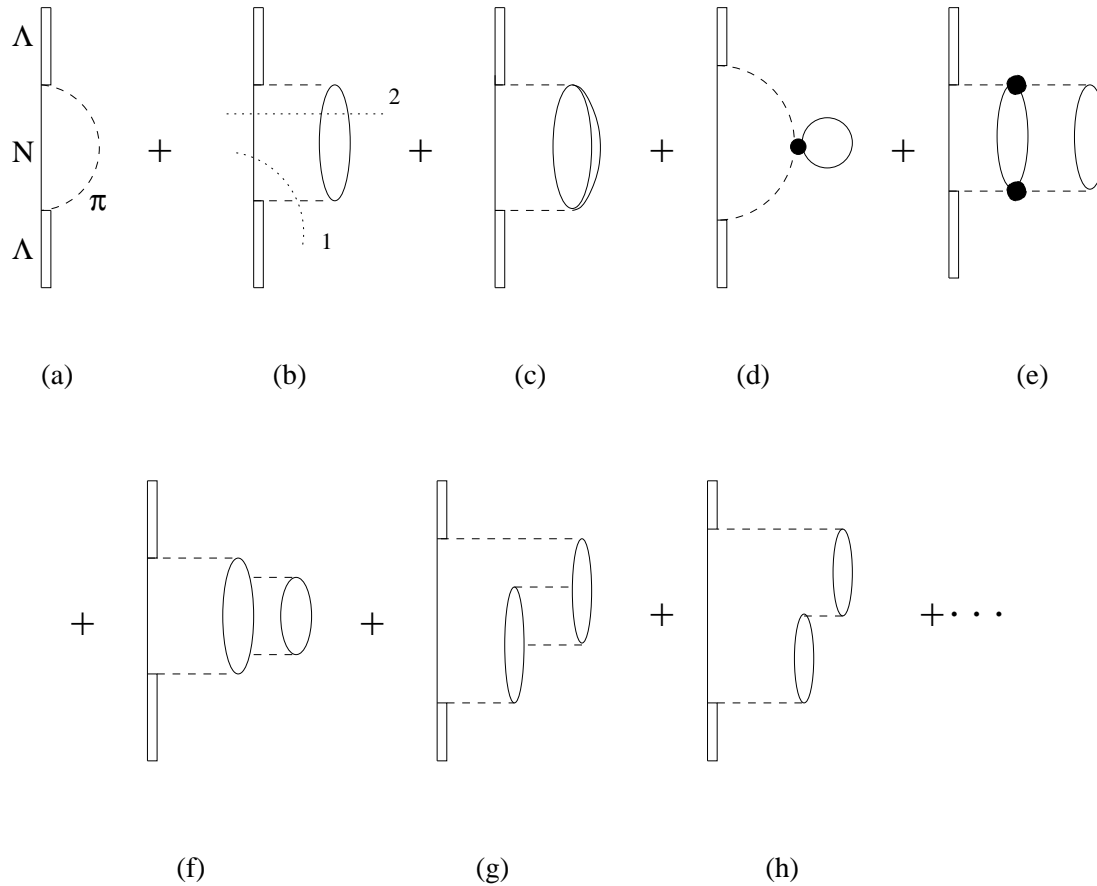 Λ
N
π
Λ
2
1
+ + + +
(a) (b) (c) (d) (e)
+ + + +· · ·
(f) (g) (h)